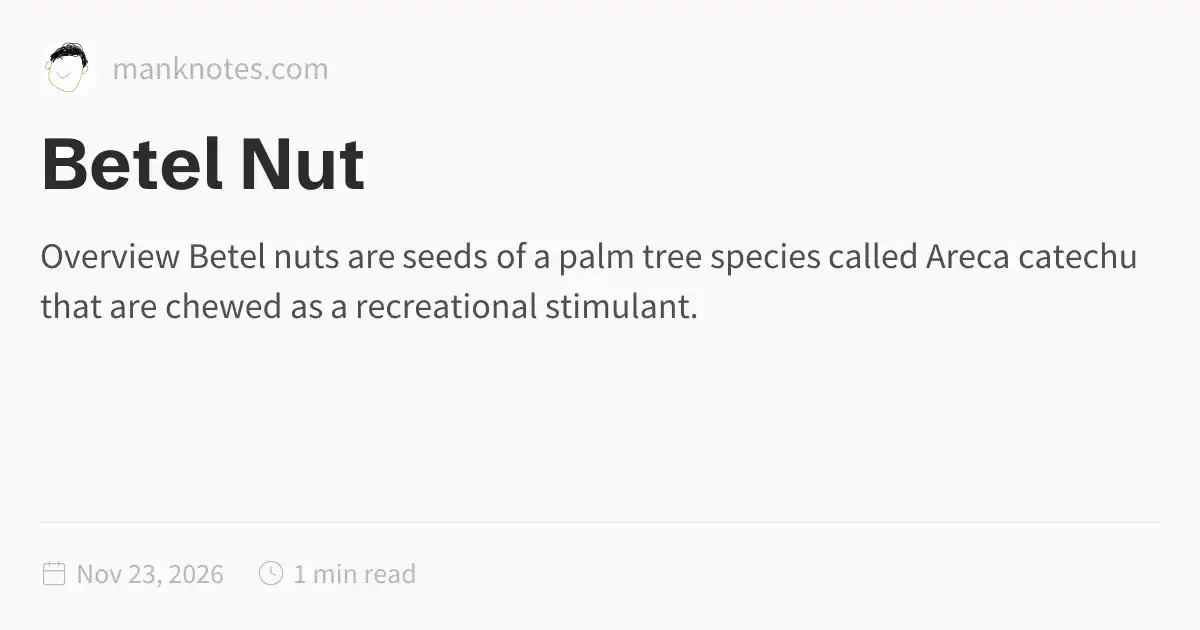 manknotes.com
Betel Nut
Overview Betel nuts are seeds of a palm tree species called Areca catechu
that are chewed as a recreational stimulant.
Nov 23, 2026 1 min read